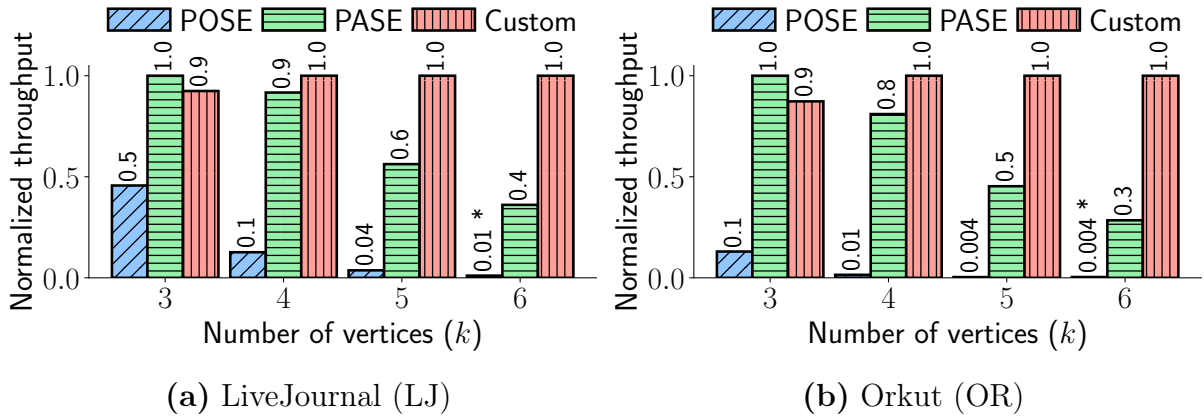 POSE PASE Custom
Normalized throughput
1.0
0.5
0.0
0.5 1.0 0.9
0.1 0.9 1.0
0.04 0.6 1.0
0.01 * 0.4 1.0
3 4 5 6
Number of vertices (k)
(a) LiveJournal (LJ)
POSE PASE Custom
Normalized throughput
1.0
0.5
0.0
0.1 1.0 0.9
0.01 0.8 1.0
0.004 0.5 1.0
0.004 * 0.3 1.0
3 4 5 6
Number of vertices (k)
(b) Orkut (OR)